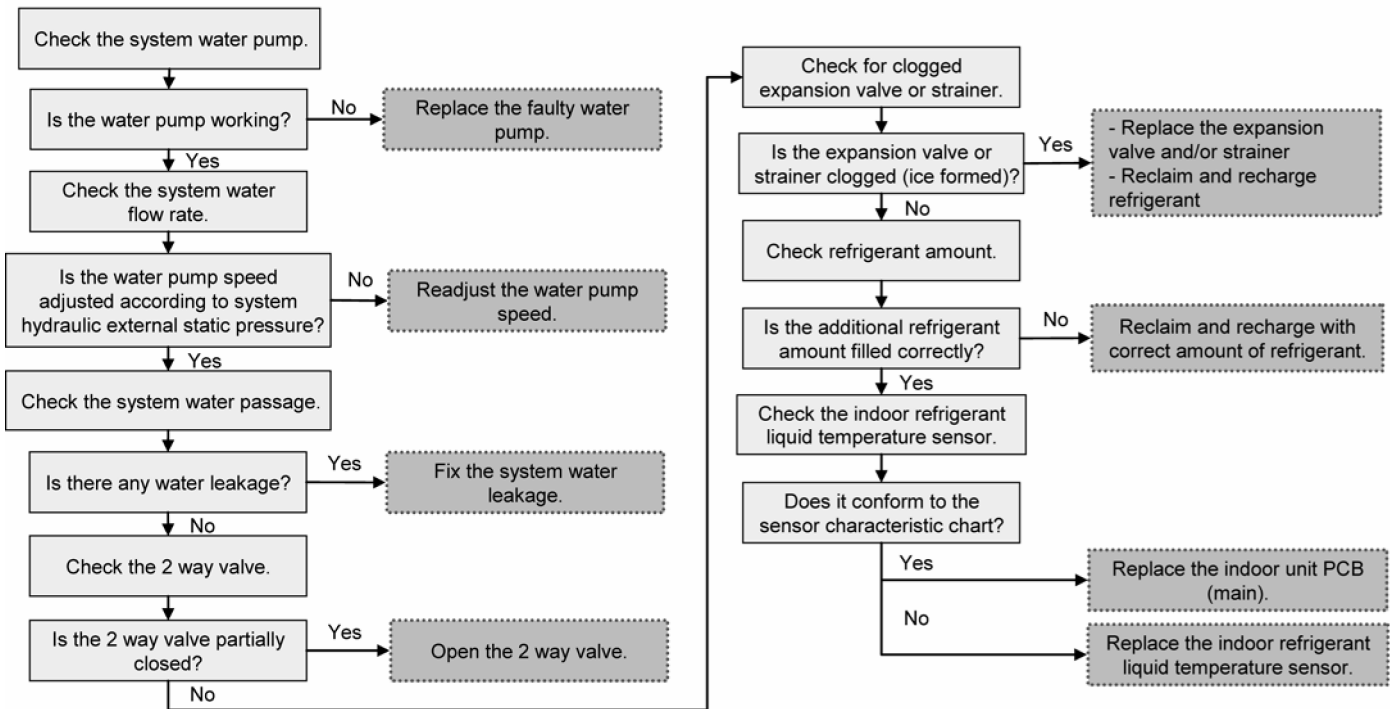 Check the system water pump.
Is the water pump working?
No
Replace the faulty water
pump.
Yes
Check the system water
flow rate.
Is the water pump speed
adjusted according to system
hydraulic external static pressure?
No
Readjust the water pump
speed.
Yes
Check the system water passage.
Is there any water leakage?
Yes
Fix the system water
leakage.
No
Check the 2 way valve.
Is the 2 way valve partially
closed?
Yes
Open the 2 way valve.
No
Check for clogged
expansion valve or strainer.
Is the expansion valve or
strainer clogged (ice formed)?
Yes
- Replace the expansion
valve and/or strainer
- Reclaim and recharge
refrigerant
No
Check refrigerant amount.
Is the additional refrigerant
amount filled correctly?
No
Reclaim and recharge with
correct amount of refrigerant.
Yes
Check the indoor refrigerant
liquid temperature sensor.
Does it conform to the
sensor characteristic chart?
Yes
Replace the indoor unit PCB
(main).
No
Replace the indoor refrigerant
liquid temperature sensor.